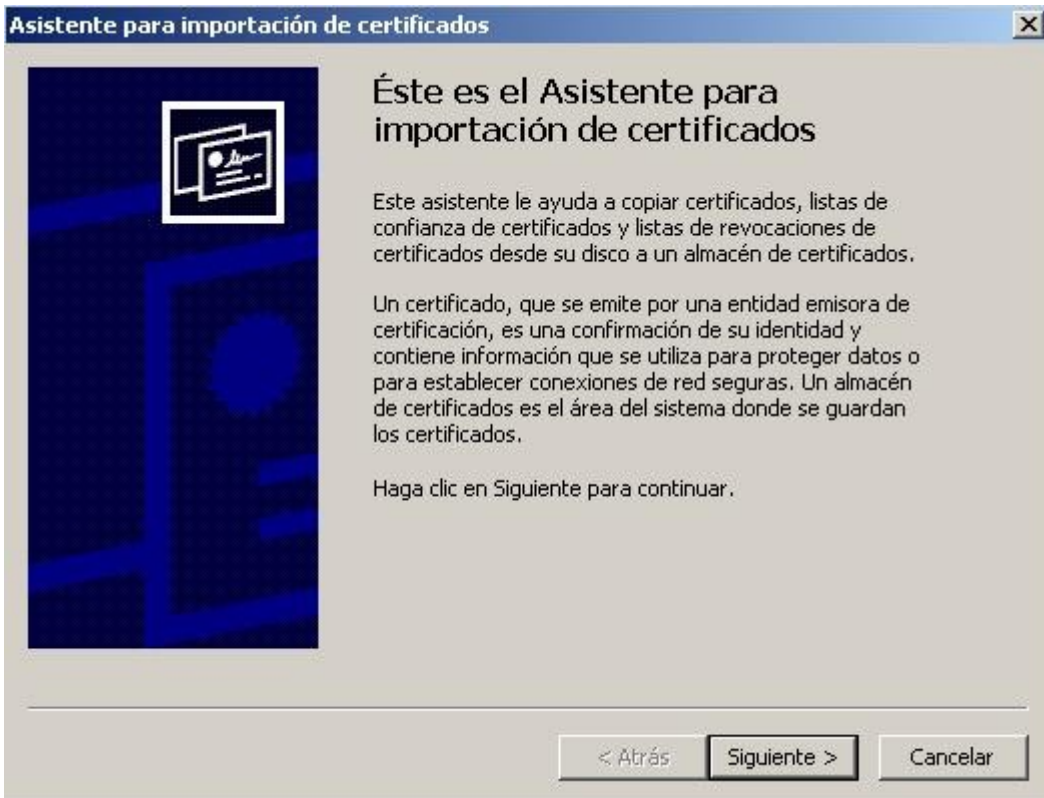 Asistente para importación de certificados
Éste es el Asistente para
importación de certificados
Este asistente le ayuda a copiar certificados, listas de
confianza de certificados y listas de revocaciones de
certificados desde su disco a un almacén de certificados.
Un certificado, que se emite por una entidad emisora de
certificación, es una confirmación de su identidad y
contiene información que se utiliza para proteger datos o
para establecer conexiones de red seguras. Un almacén
de certificados es el área del sistema donde se guardan
los certificados.
Haga clic en Siguiente para continuar.
< Atrás
Siguiente >
Cancelar